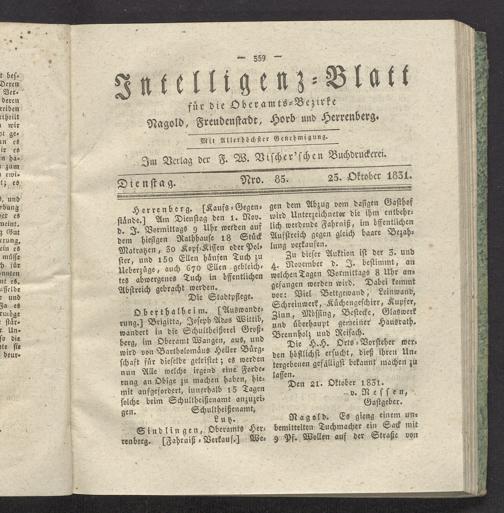 — 559 —
Intelligenz-Blatt
für die Oberamts-Bezirke
Nagold, Freudenstadt, Horb und Herrenberg.
Mit Allerhöchster Genehmigung.
Im Verlag der F. W. Vischer'schen Buchdruckerei.
Dienstag. Nro. 85. 25. Oktober 1831.
Herrenberg. [Kaufs-Gegen-
stände.] Am Dienstag den 1. Nov.
d. J. Vormittags 9 Uhr werden auf
dem hiesigen Rathhause 18 Stück
Matratzen, 50 Kopf-Kissen oder Pol-
ster, und 150 Ellen hänfen Tuch zu
Ueberzüge, auch 670 Ellen gebleich-
tes abwergenes Tuch in öffentlichen
Abstreich gebracht werden.
Die Stadtpflege.
Oberthalheim. [Auswande-
rung.] Brigitta, Joseph Adas Wittib,
wandert in die Schultheißerei Groß-
berg, im Oberamt Wangen, aus, und
wird von Bartholomäus Heller Bürg-
schaft für dieselbe geleistet; es werden
nun Alle welche irgend eine Forde-
rung an Obige zu machen haben, hie-
mit aufgefordert, innerhalb 15 Tagen
solche beim Schultheißenamt anzuzei-
gen. Schultheißenamt,
Lutz.
Sindlingen, Oberamts Her-
renberg. [Fahrniß-Verkauf.] We-
gen dem Abzug vom dasigen Gasthof
wird Unterzeichneter die ihm entbehr-
lich werdende Fahrniß, im öffentlichen
Aufstreich gegen gleich baare Bezah-
lung verkaufen.
Zu dieser Auktion ist der 3. und
4. November d. J. bestimmt, an
welchen Tagen Vormittags 8 Uhr an-
gefangen werden wird. Dabei kommt
vor: Viel Bettgewand, Leinwand,
Schreinwerk, Küchengeschirr, Kupfer,
Zinn, Mössing, Bestecke, Glaswerk
und überhaupt gemeiner Hausrath,
Brennholz und Reisach.
Die H.H. Orts-Vorsteher wer-
den höflichst ersucht, dieß ihren Un-
tergebenen gefälligst bekannt machen zu
lassen.
Den 21. Oktober 1831.
v. Nessen,
Gastgeber.
Nagold. Es gieng einem un-
bemittelten Tuchmacher ein Sack mit
9 Pf. Wollen auf der Straße von